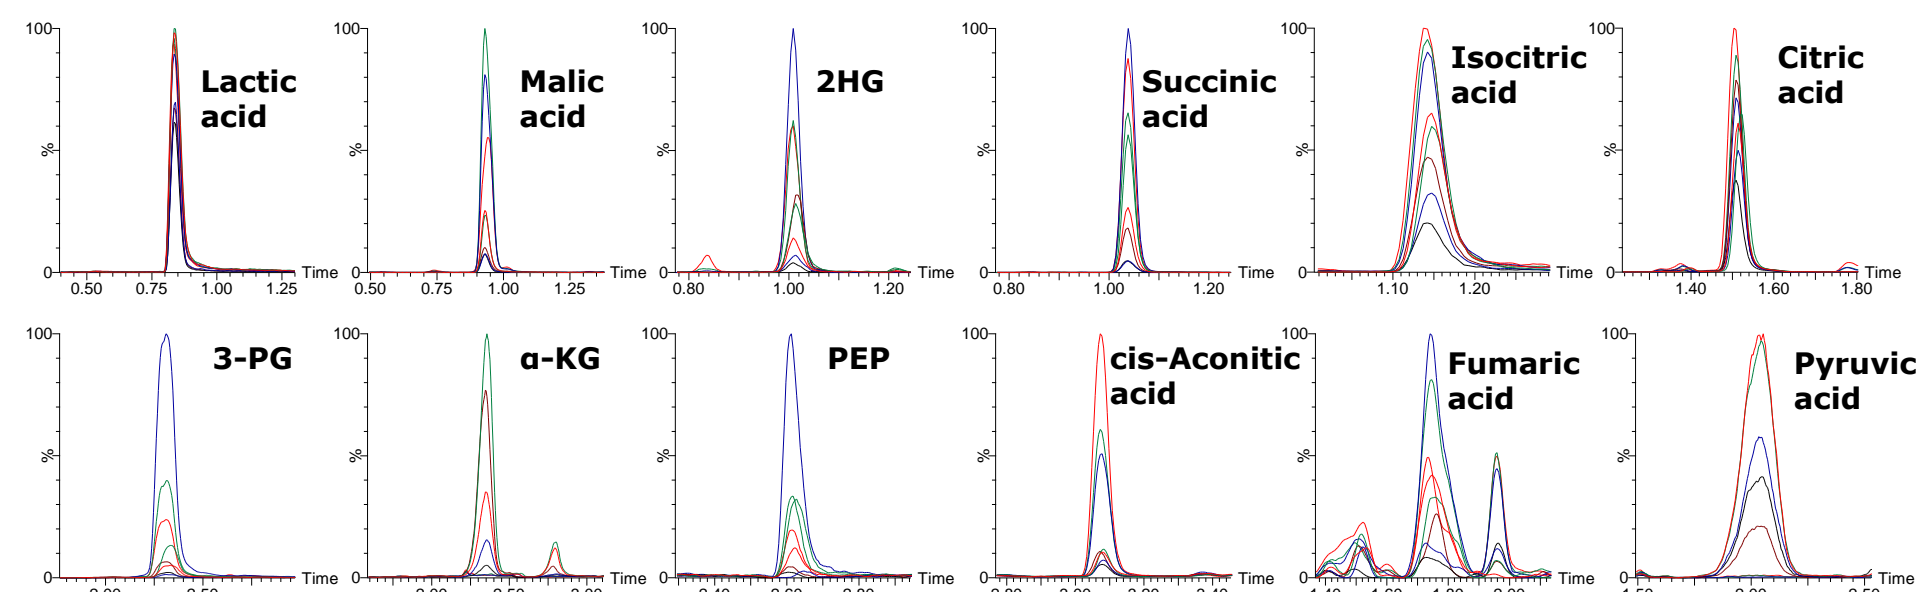 100
100
100
100
100
100
Lactic
acid
Malic
acid
2HG
Succinic
acid
Isocitric
acid
Citric
acid
%
%
%
%
%
%
0
0
0
0
0
0
Time
Time
Time
Time
Time
Time
0.50 0.75 1.00 1.25
0.50 0.75 1.00 1.25
0.80 1.00 1.20
0.80 1.00 1.20
1.10 1.20
1.40 1.60 1.80
100
100
100
100
100
100
3-PG
α-KG
PEP
cis-Aconitic
acid
Fumaric
acid
Pyruvic
acid
%
%
%
%
%
%
0
0
0
0
0
0
Time
Time
Time
Time
Time
Time